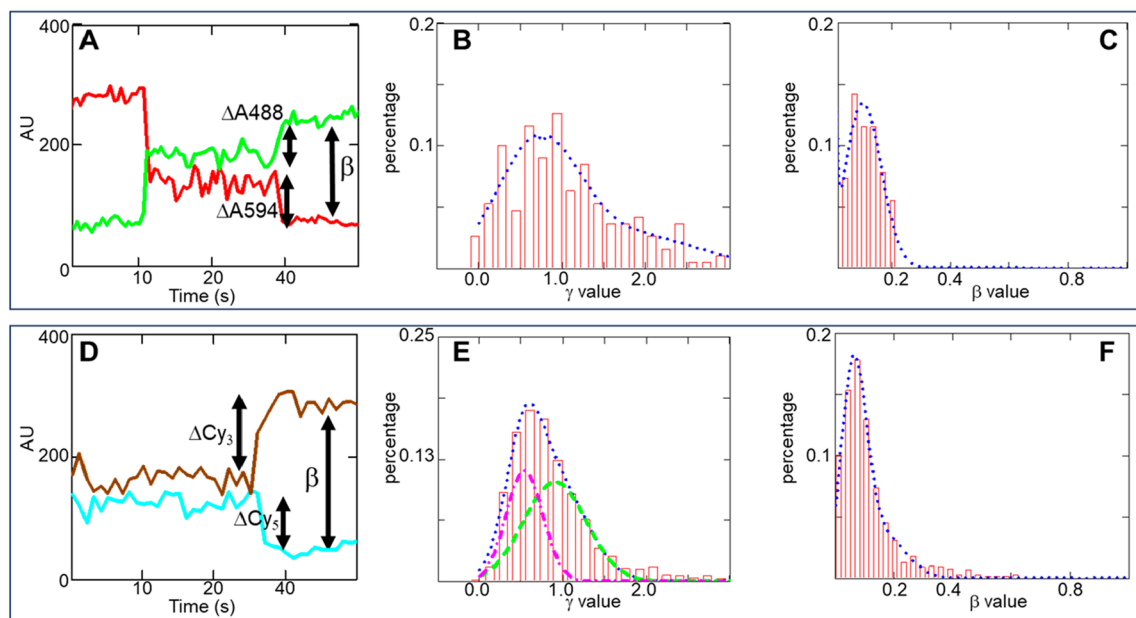 A
400
200
0
AU
10
20
40
Time (s)
ΔA488
ΔA594
β
B
0.2
0.1
percentage
0.0
1.0
2.0
γ value
C
0.2
0.1
percentage
0.2
0.4
0.8
β value
D
400
200
0
AU
10
20
40
Time (s)
ΔCy3
ΔCy5
β
E
0.25
0.13
percentage
0.0
1.0
2.0
γ value
F
0.2
0.1
percentage
0.2
0.4
0.8
β value